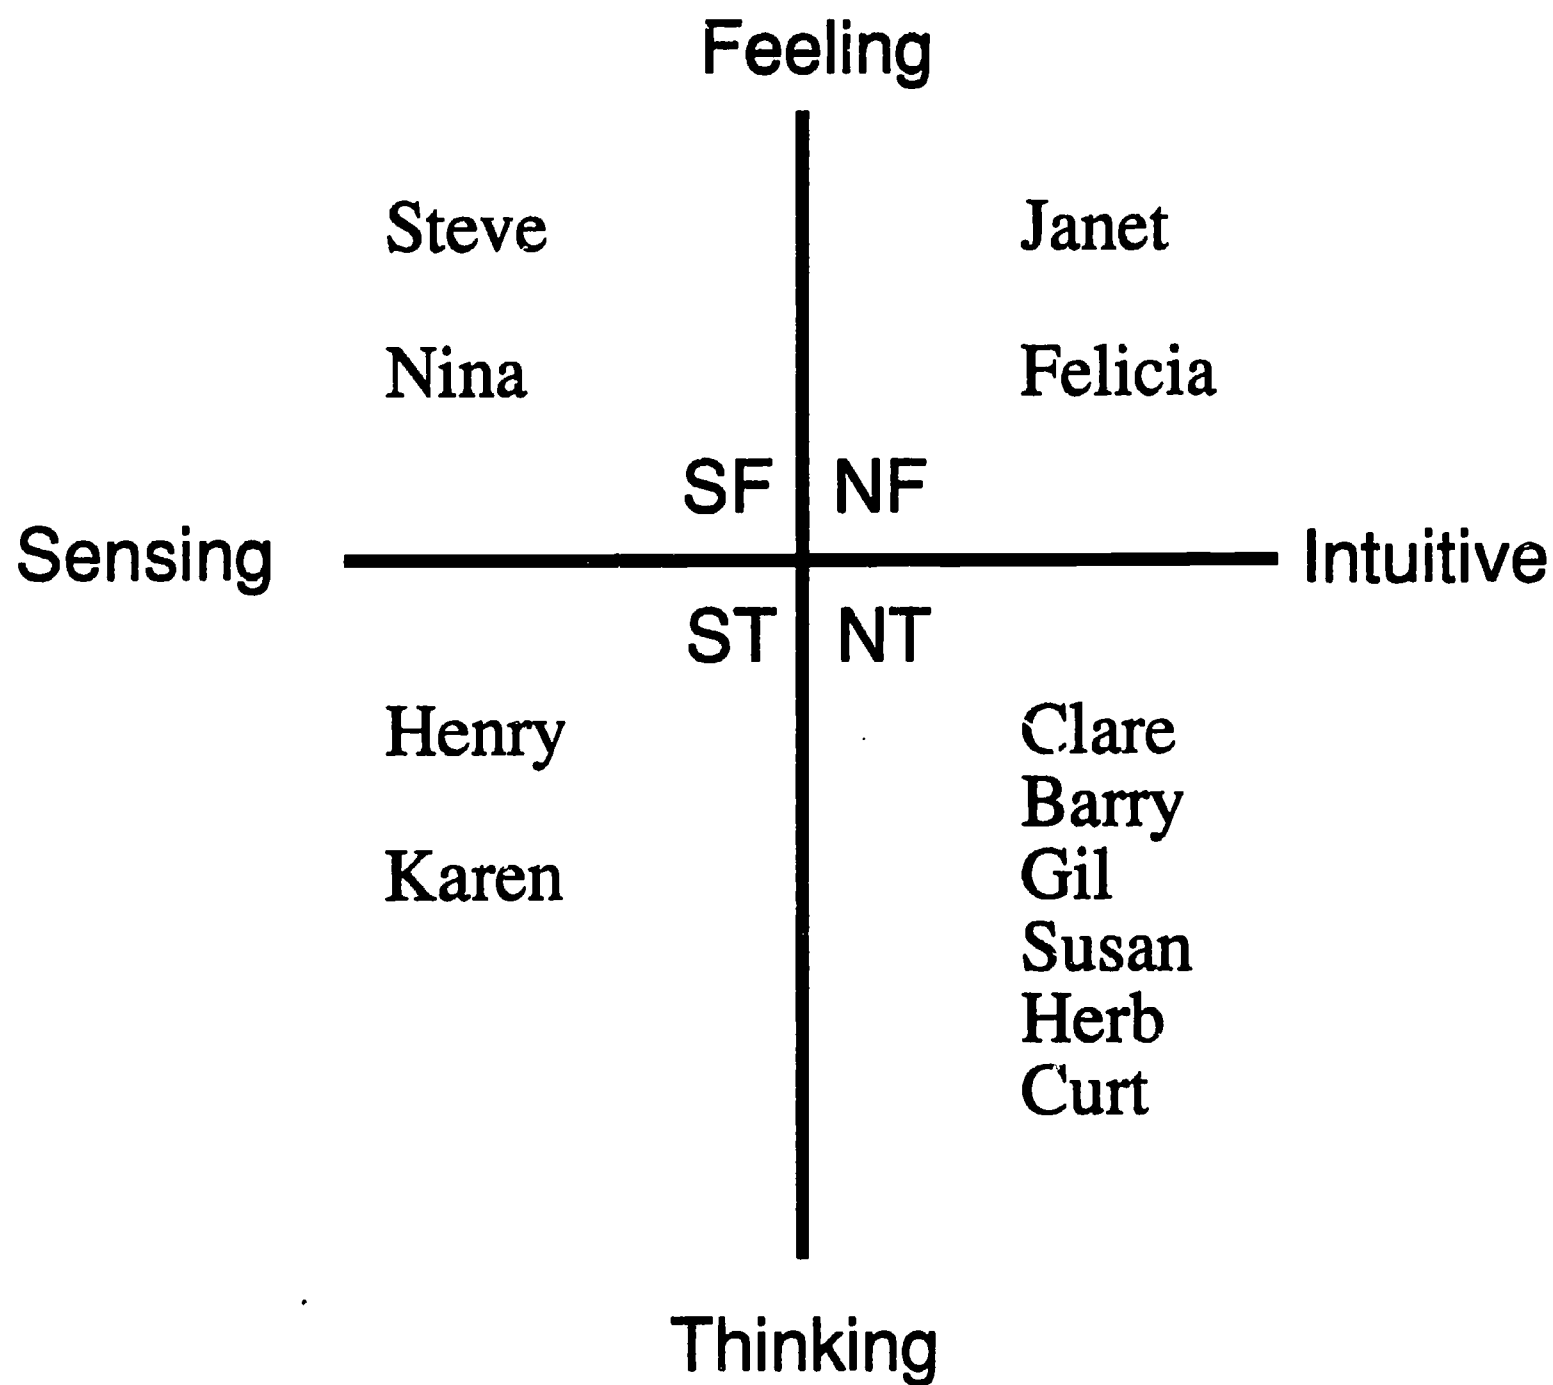 Feeling
Steve
Janet
Nina
Felicia
SF
NF
Sensing
Intuitive
ST
NT
Henry
Clare
Barry
Karen
Gil
Susan
Herb
Curt
Thinking